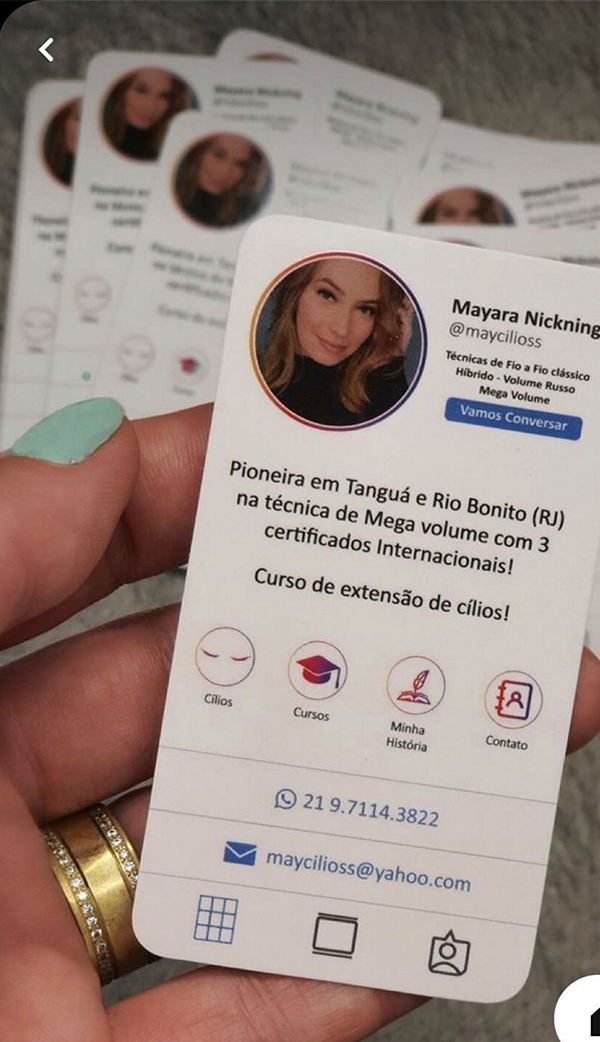 Mayara Nickning
@maycilioss
Técnicas de Fio a Fio clássico
Híbrido - Volume Russo
Mega Volume
Vamos Conversar
Pioneira em Tanguá e Rio Bonito (RJ)
na técnica de Mega volume com 3
certificados Internacionais!
Curso de extensão de cílios!
Cílios
Cursos
Minha
História
Contato
21 9.7114.3822
maycilioss@yahoo.com